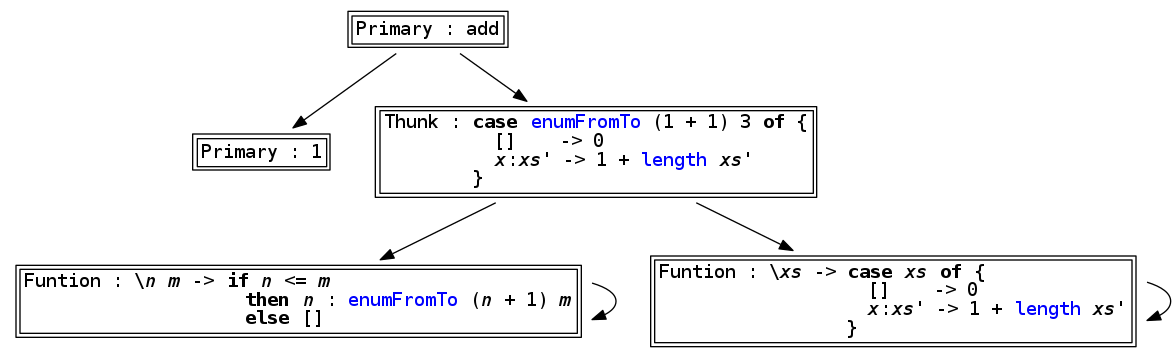 Primary : add
Primary : 1
Thunk : case enumFromTo (1 + 1) 3 of {
[] -> 0
x:xs' -> 1 + length xs'
}
Funtion : \n m -> if n <= m
then n : enumFromTo (n + 1) m
else []
Funtion : \xs -> case xs of {
[] -> 0
x:xs' -> 1 + length xs'
}